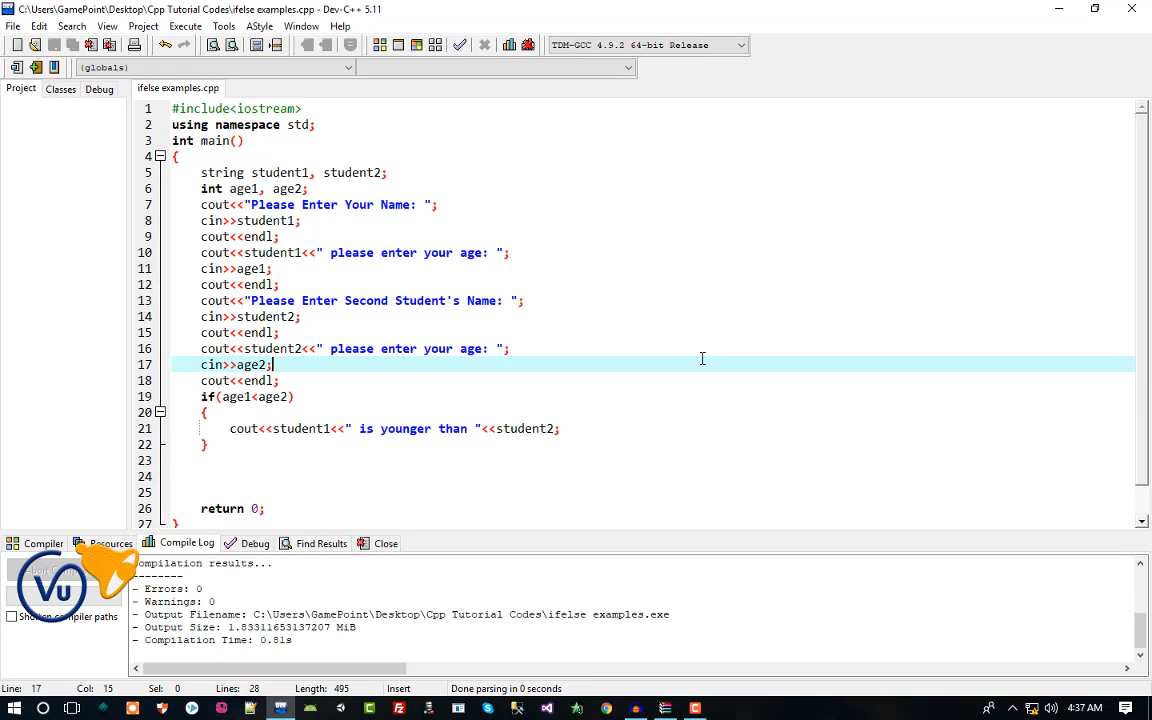 C:\Users\GamePoint\Desktop\Cpp Tutorial Codes\ifelse examples.cpp - Dev-C++ 5.11
File Edit Search View Project Execute Tools AStyle Window Help
TDM-GCC 4.9.2 64-bit Release
(globals)
Project Classes Debug ifelse examples.cpp
1 #include<iostream>
2 using namespace std;
3 int main()
4 {
5 string student1, student2;
6 int age1, age2;
7 cout<<"Please Enter Your Name: ";
8 cin>>student1;
9 cout<<endl;
10 cout<<student1<<" please enter your age: ";
11 cin>>age1;
12 cout<<endl;
13 cout<<"Please Enter Second Student's Name: ";
14 cin>>student2;
15 cout<<endl;
16 cout<<student2<<" please enter your age: ";
17 cin>>age2;
18 cout<<endl;
19 if(age1<age2)
20 {
21 cout<<student1<<" is younger than "<<student2;
22 }
23
24
25
26 return 0;
27 }
Compiler Resources Compile Log Debug Find Results Close
Compilation results...
--------
- Errors: 0
- Warnings: 0
- Output Filename: C:\Users\GamePoint\Desktop\Cpp Tutorial Codes\ifelse examples.exe
- Output Size: 1.83311653137207 MiB
- Compilation Time: 0.81s
Vu
compiler paths
Line: 17 Col: 15 Sel: 0 Lines: 28 Length: 495 Insert Done parsing in 0 seconds
4:37 AM